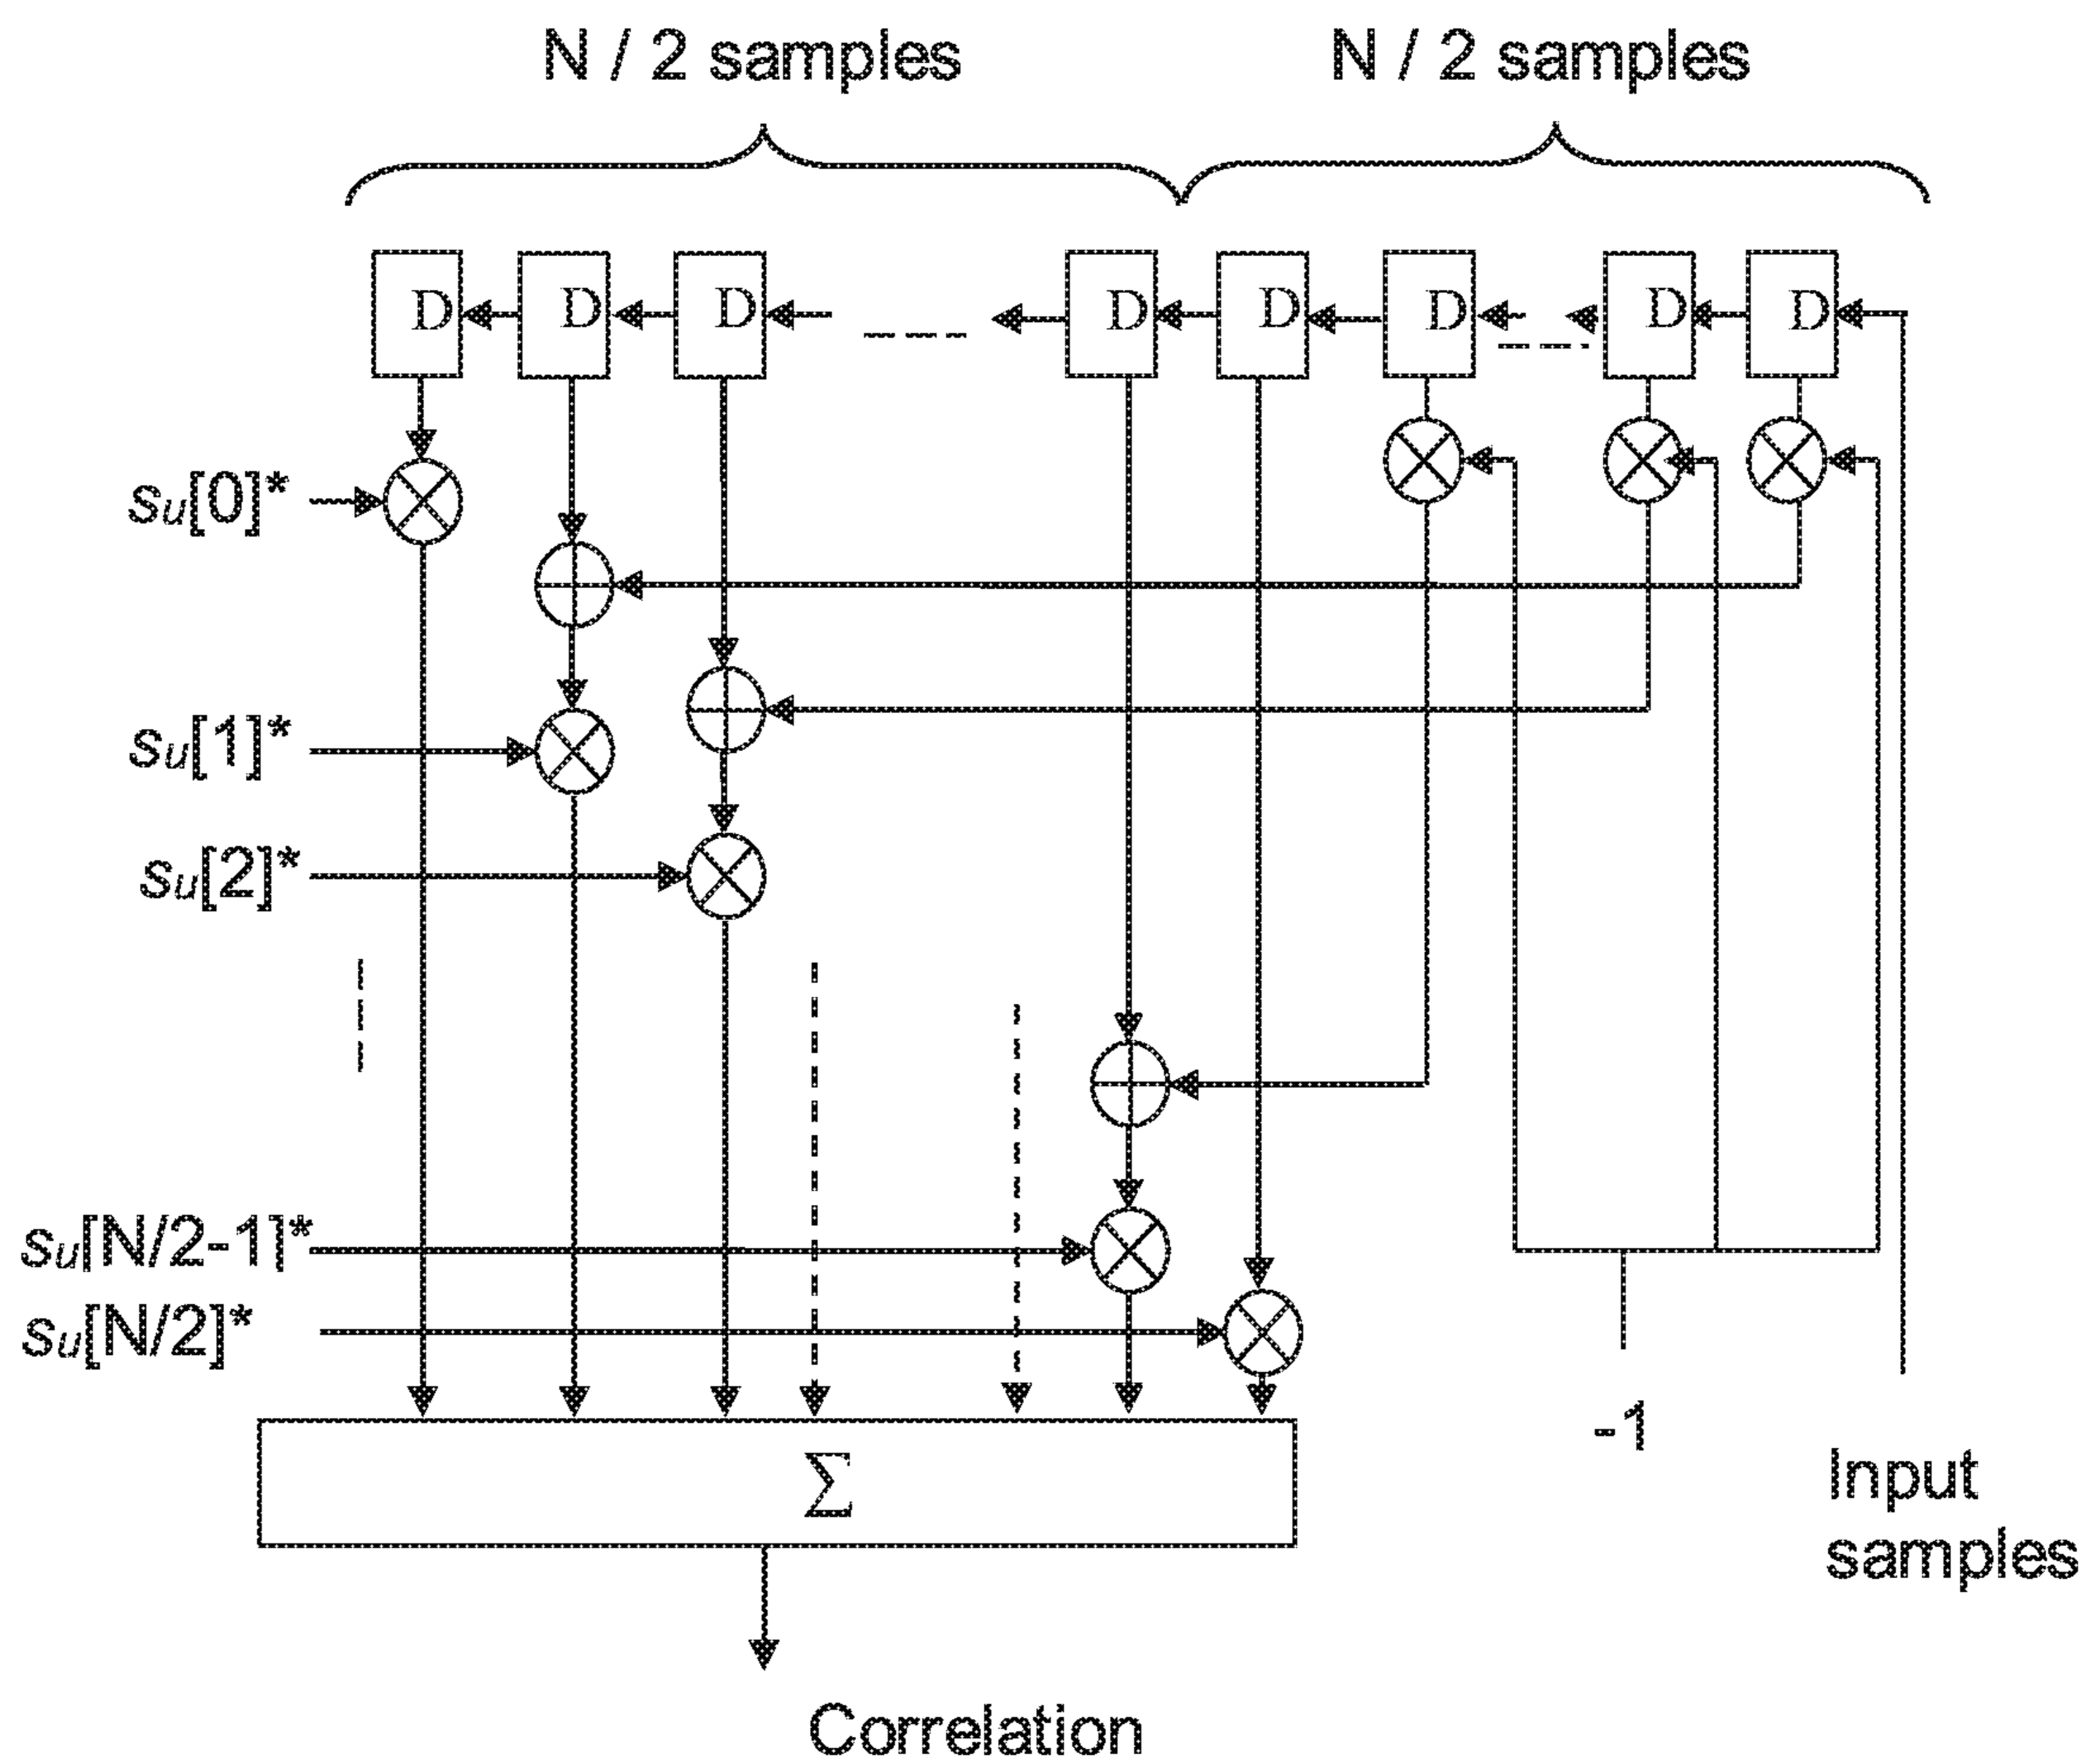 N / 2 samples N / 2 samples
D D D D D D D D
su[0]*
su[1]*
su[2]*
su[N/2-1]*
su[N/2]*
-1
Σ
Input
samples
Correlation